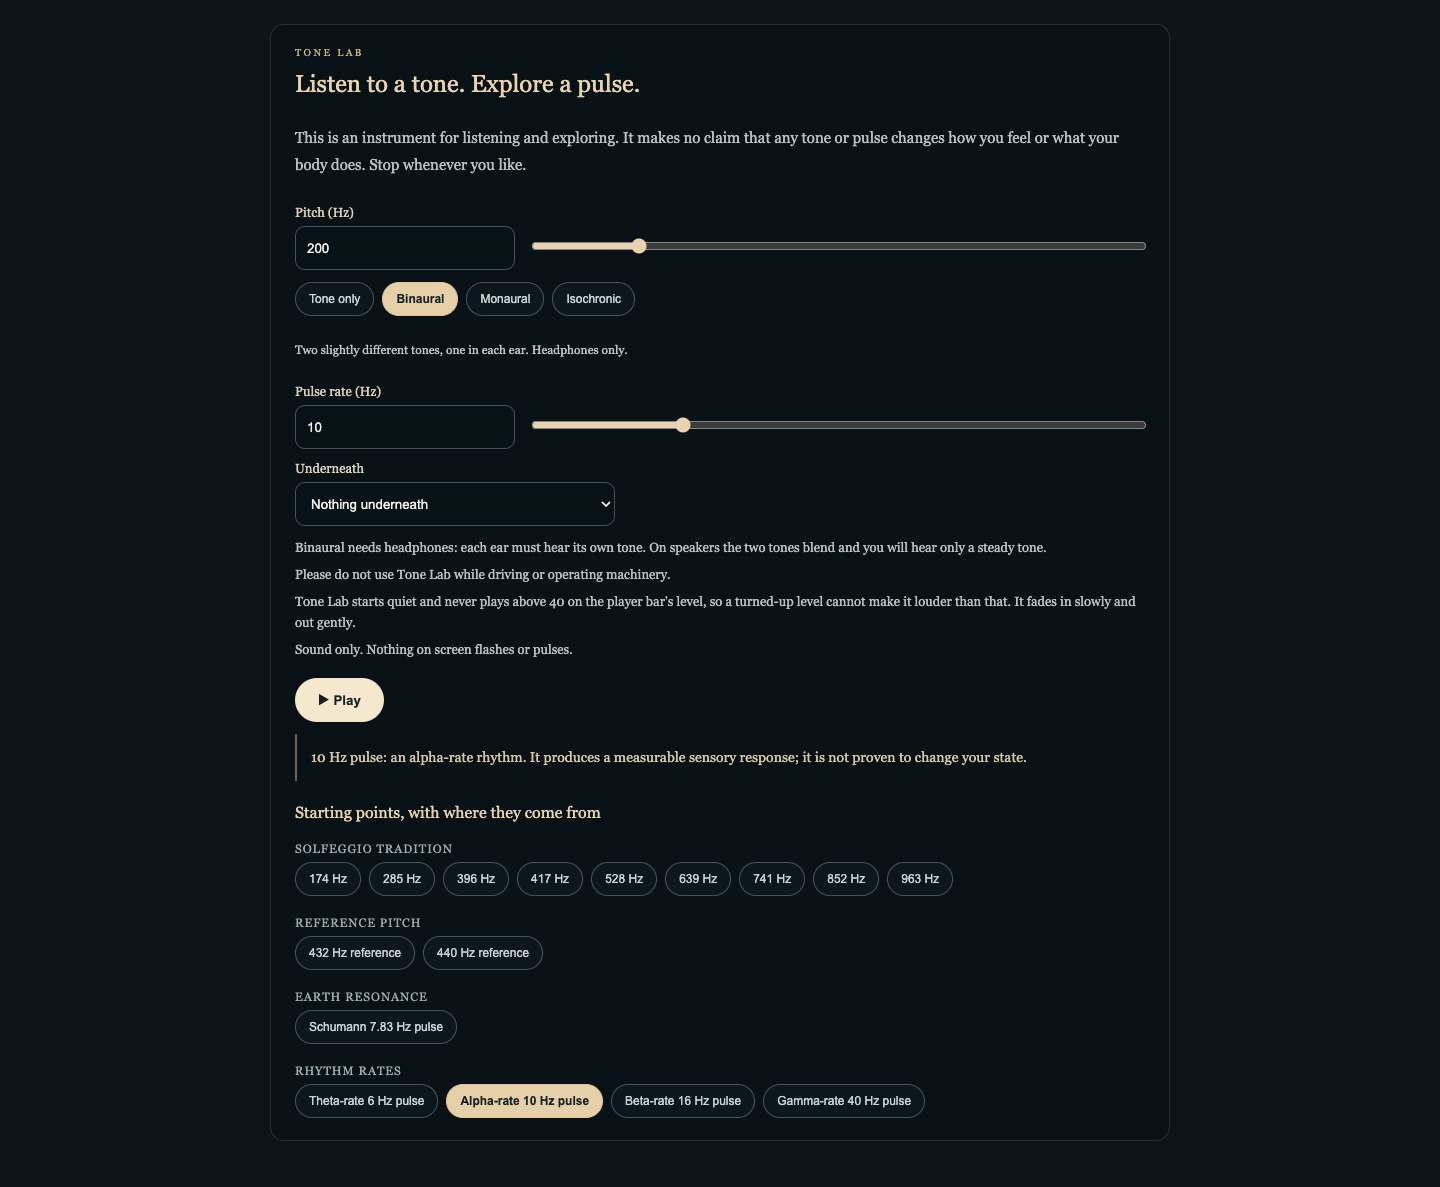 TONE LAB
Listen to a tone. Explore a pulse.
This is an instrument for listening and exploring. It makes no claim that any tone or pulse changes how you feel or what your
body does. Stop whenever you like.
Pitch (Hz)
200
Tone only Binaural Monaural Isochronic
Two slightly different tones, one in each ear. Headphones only.
Pulse rate (Hz)
10
Underneath
Nothing underneath
Binaural needs headphones: each ear must hear its own tone. On speakers the two tones blend and you will hear only a steady tone.
Please do not use Tone Lab while driving or operating machinery.
Tone Lab starts quiet and never plays above 40 on the player bar's level, so a turned-up level cannot make it louder than that. It fades in slowly and
out gently.
Sound only. Nothing on screen flashes or pulses.
▶ Play
10 Hz pulse: an alpha-rate rhythm. It produces a measurable sensory response; it is not proven to change your state.
Starting points, with where they come from
SOLFEGGIO TRADITION
174 Hz 285 Hz 396 Hz 417 Hz 528 Hz 639 Hz 741 Hz 852 Hz 963 Hz
REFERENCE PITCH
432 Hz reference 440 Hz reference
EARTH RESONANCE
Schumann 7.83 Hz pulse
RHYTHM RATES
Theta-rate 6 Hz pulse Alpha-rate 10 Hz pulse Beta-rate 16 Hz pulse Gamma-rate 40 Hz pulse